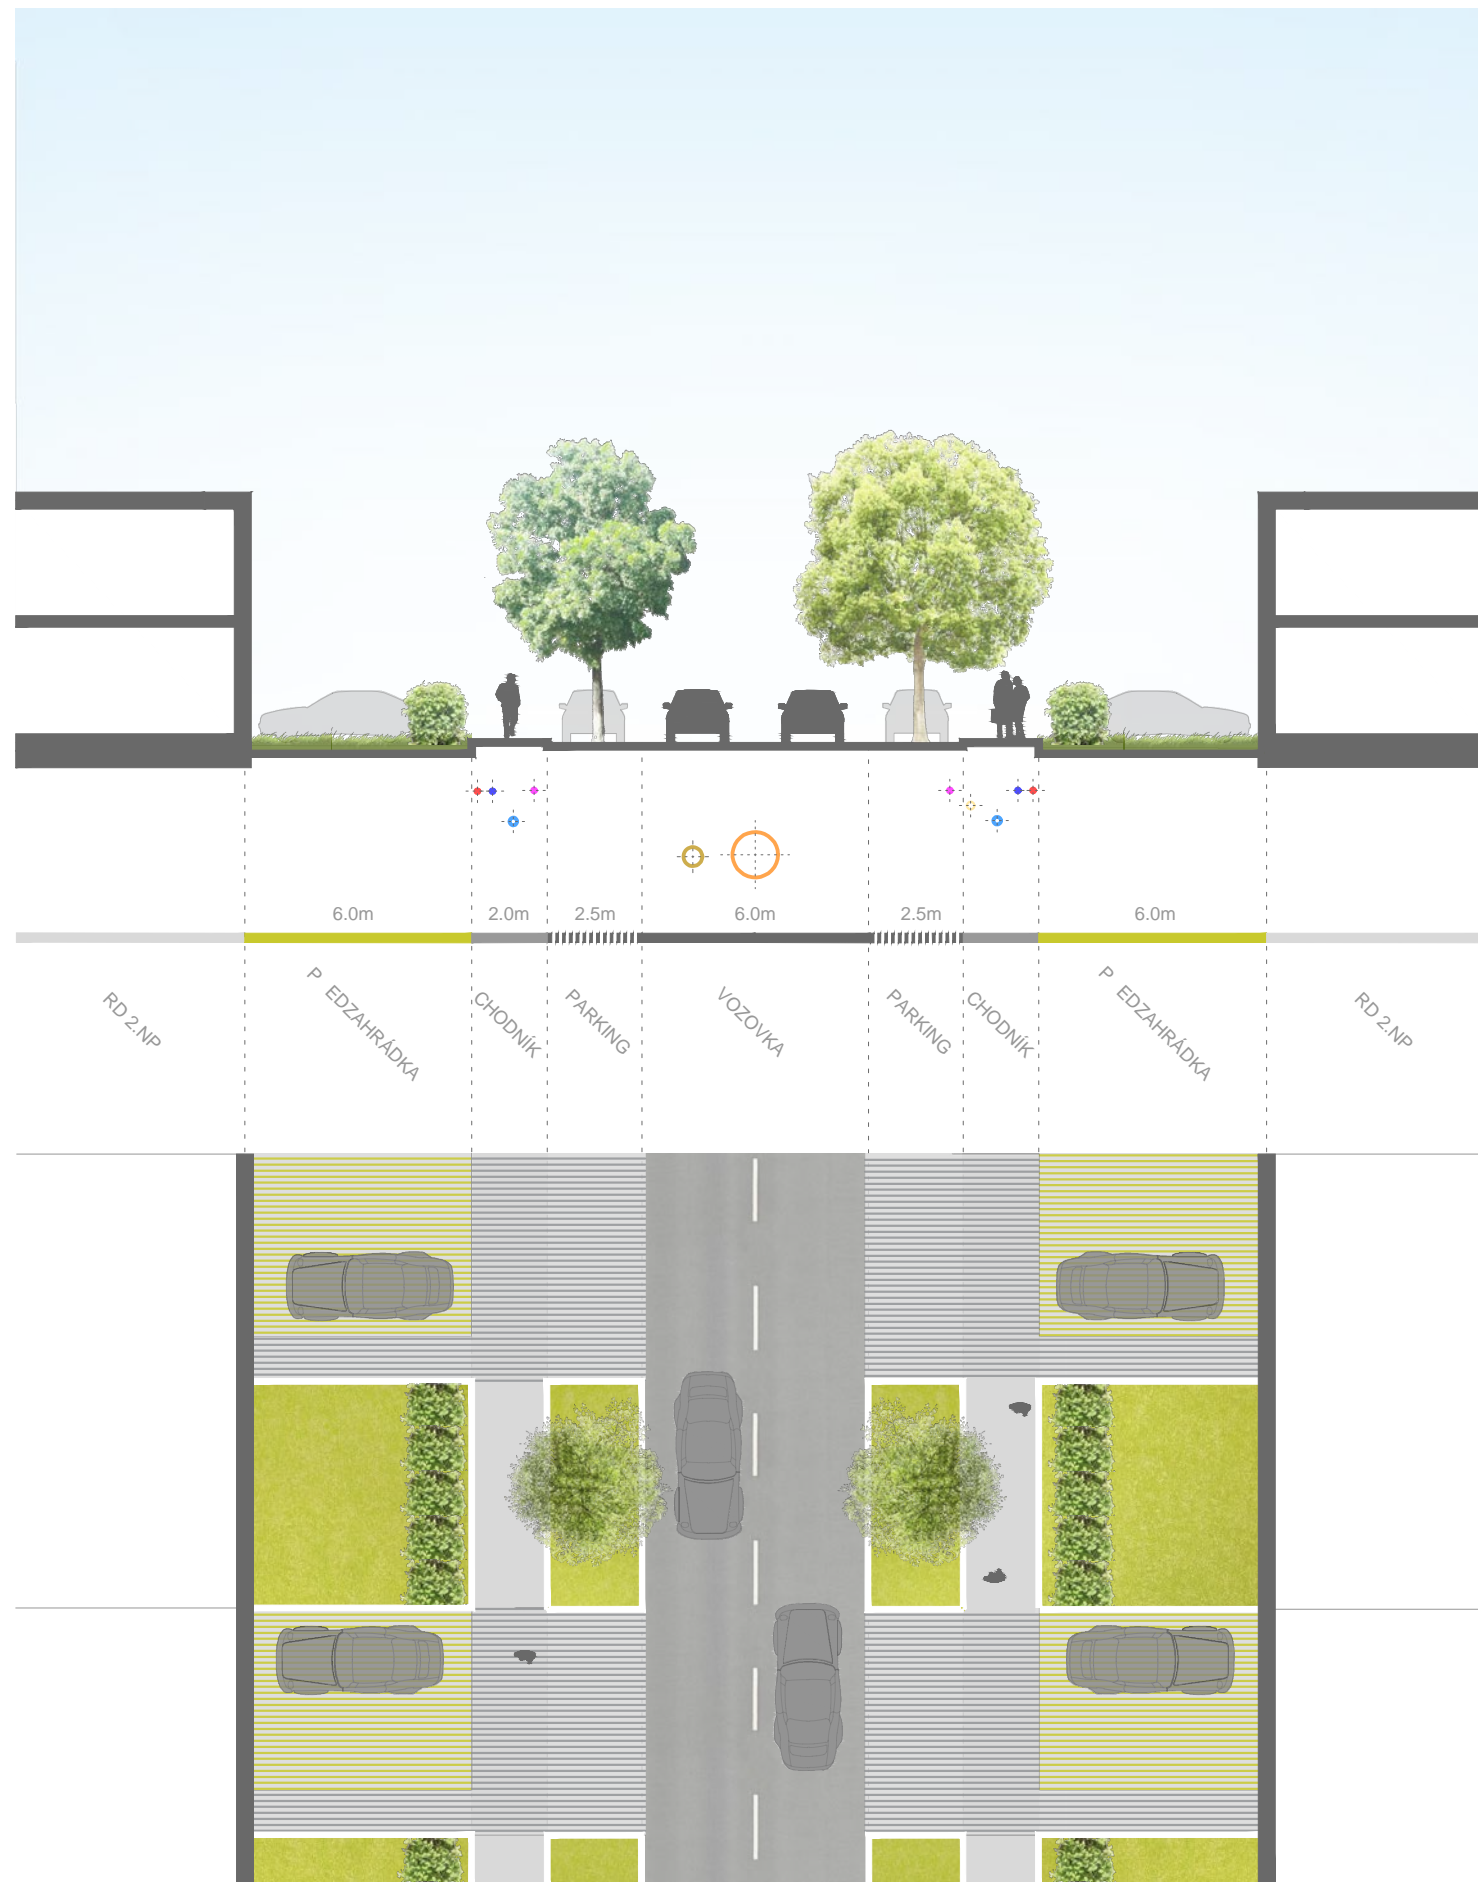 6.0m
2.0m
2.5m
6.0m
2.5m
6.0m
RD 2.NP
P EDZAHRÁDKA
CHODNÍK
PARKING
VOZOVKA
PARKING
CHODNÍK
P EDZAHRÁDKA
RD 2.NP